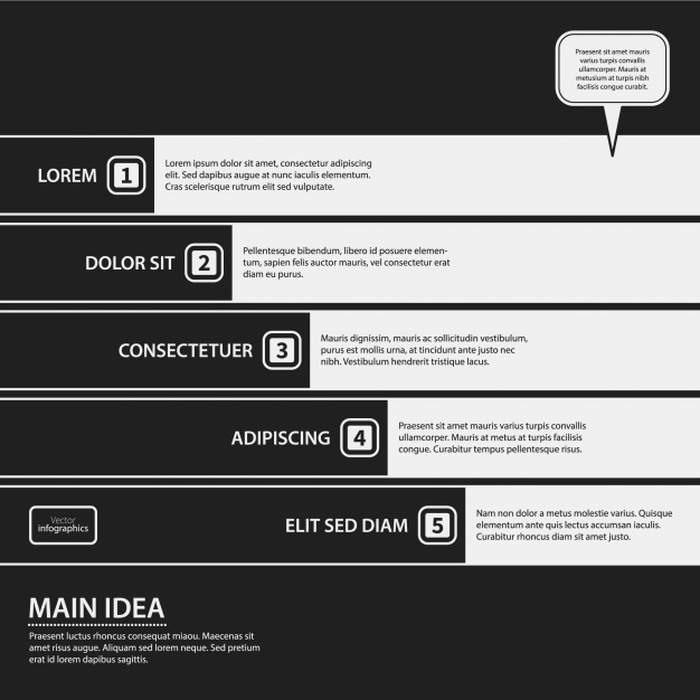 Praesent sit amet mauris
varius turpis convallis
ullamcorper. Mauris at
metusium at turpis nibh
facilisis congue curabit.
LOREM 1
Lorem ipsum dolor sit amet, consectetur adipiscing
elit. Sed dapibus augue at nunc iaculis elementum.
Cras scelerisque rutrum elit sed vulputate.
DOLOR SIT 2
Pellentesque bibendum, libero id posuere elemen-
tum, sapien felis auctor mauris, vel consectetur erat
diam eu purus.
CONSECTETUER 3
Mauris dignissim, mauris ac sollicitudin vestibulum,
purus est mollis urna, at tincidunt ante justo nec
nibh. Vestibulum hendrerit tristique lacus.
ADIPISCING 4
Praesent sit amet mauris varius turpis convallis
ullamcorper. Mauris at metus at turpis facilisis
congue. Curabitur tempus pellentesque risus.
Vector
infographics
ELIT SED DIAM 5
Nam non dolor a metus molestie varius. Quisque
elementum ante quis lectus accumsan iaculis.
Curabitur rhoncus diam sit amet justo.
MAIN IDEA
Praesent luctus rhoncus consequat miaou. Maecenas sit
amet risus augue. Aliquam sed lorem neque. Sed pretium
erat id lorem dapibus sagittis.